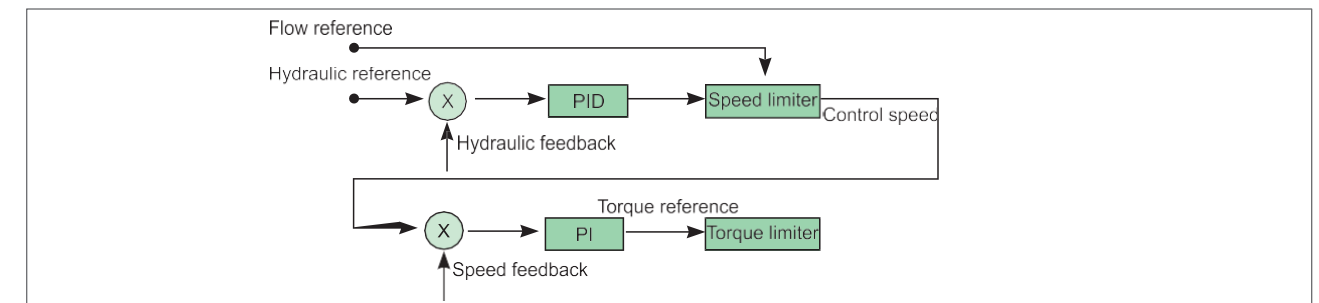 Flow reference
Hydraulic reference
X
PID
Speed limiter
Control speed
Hydraulic feedback
Torque reference
X
PI
Torque limiter
Speed feedback